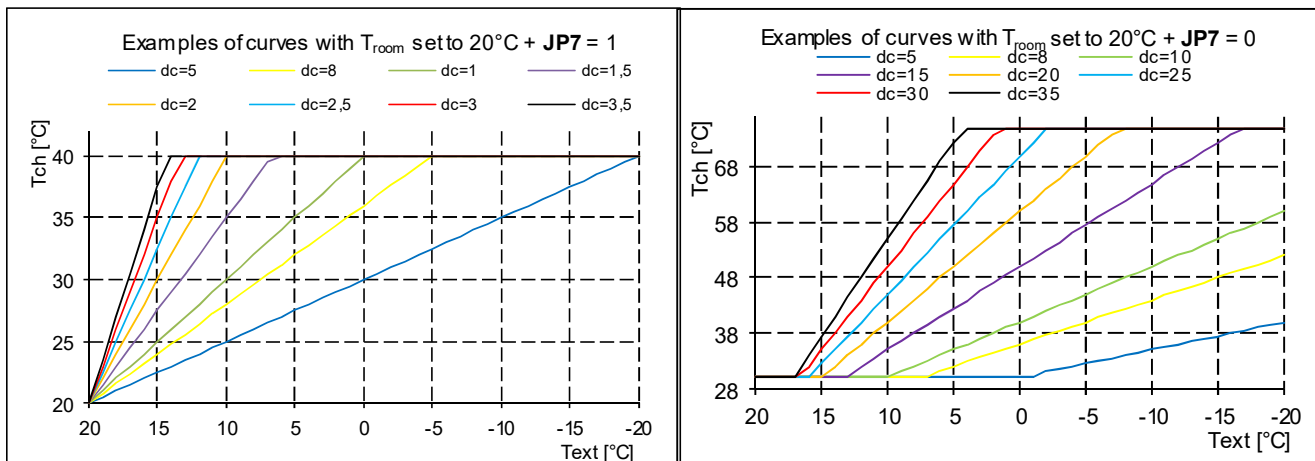 Examples of curves with Troom set to 20°C + JP7 = 1
dc=5 dc=8 dc=1 dc=1,5
dc=2 dc=2,5 dc=3 dc=3,5
Tch [°C]
40
35
30
25
20
20 15 10 5 0 -5 -10 -15 -20
Text [°C]
Examples of curves with Troom set to 20°C + JP7 = 0
dc=5 dc=8 dc=10
dc=15 dc=20 dc=25
dc=30 dc=35
Tch [°C]
68
58
48
38
28
20 15 10 5 0 -5 -10 -15 -20
Text [°C]